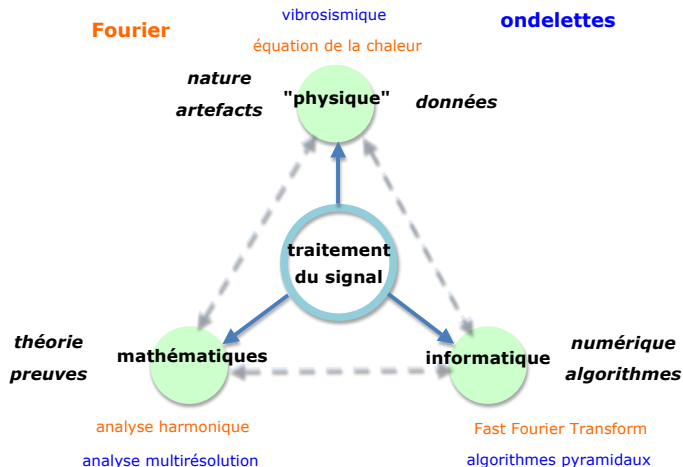 vibrosismique
Fourier
ondelettes
équation de la chaleur
nature
artefacts
"physique"
données
traitement
du signal
théorie
preuves
mathématiques
informatique
numérique
algorithmes
analyse harmonique
Fast Fourier Transform
analyse multirésolution
algorithmes pyramidaux